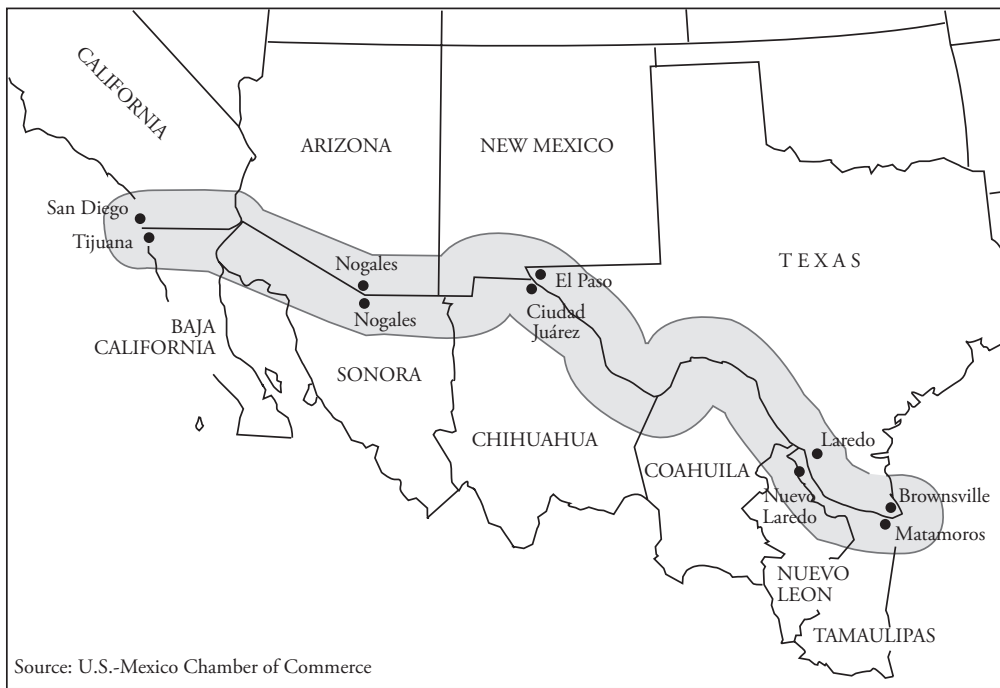 CALIFORNIA
ARIZONA
NEW MEXICO
San Diego
Tijuana
Nogales
Nogales
El Paso
Ciudad
Juárez
TEXAS
BAJA
CALIFORNIA
SONORA
CHIHUAHUA
COAHUILA
Laredo
Nuevo
Laredo
Brownsville
Matamoros
NUEVO
LEON
TAMAULIPAS
Source: U.S.-Mexico Chamber of Commerce